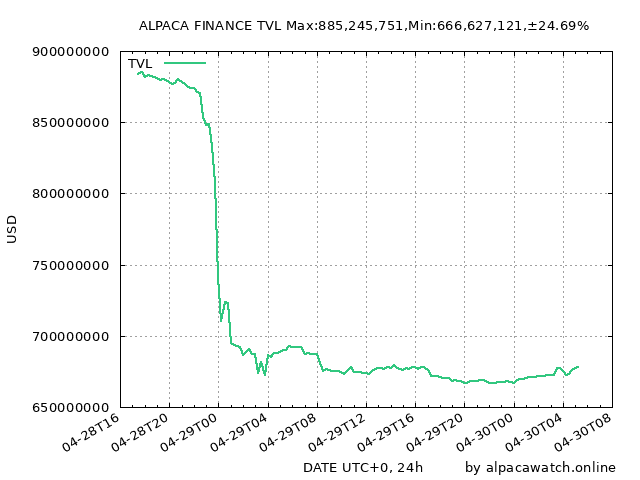 ALPACA FINANCE TVL Max:885,245,751,Min:666,627,121,±24.69%
TVL
900000000
850000000
800000000
750000000
700000000
650000000
USD
04-28T16
04-28T20
04-29T00
04-29T04
04-29T08
04-29T12
04-29T16
04-29T20
04-30T00
04-30T04
04-30T08
DATE UTC+0, 24h
by alpacawatch.online